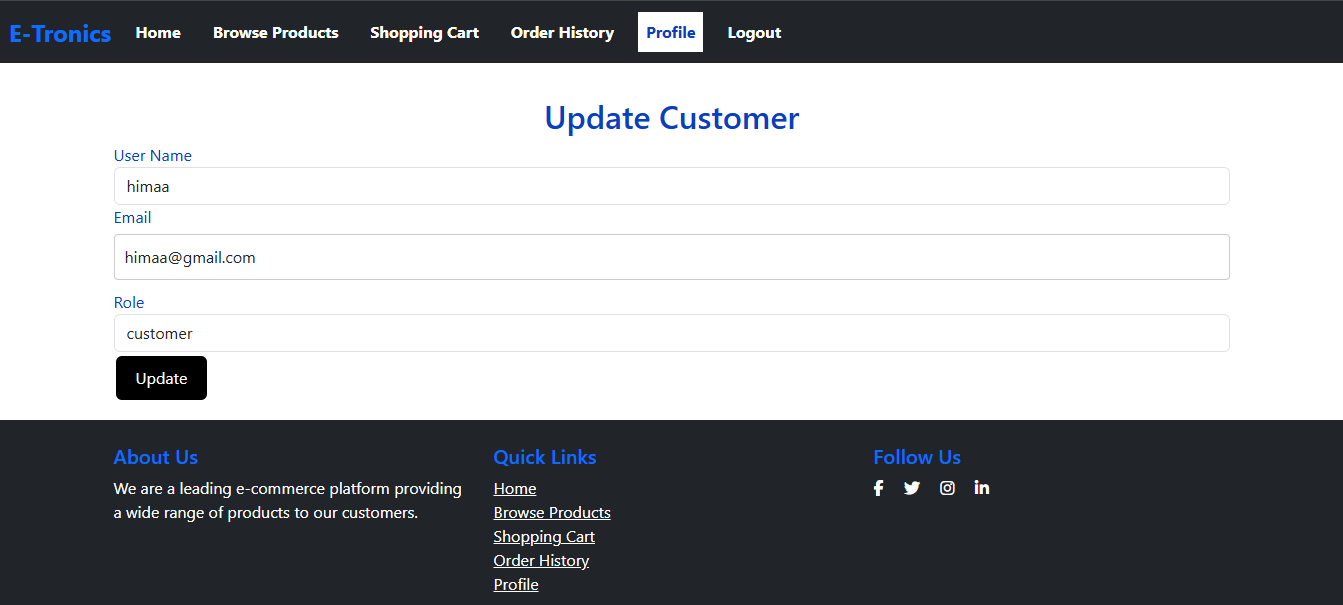 E-Tronics Home Browse Products Shopping Cart Order History Profile Logout
Update Customer
User Name
himaa
Email
himaa@gmail.com
Role
customer
Update
About Us
We are a leading e-commerce platform providing
a wide range of products to our customers.
Quick Links
Home
Browse Products
Shopping Cart
Order History
Profile
Follow Us